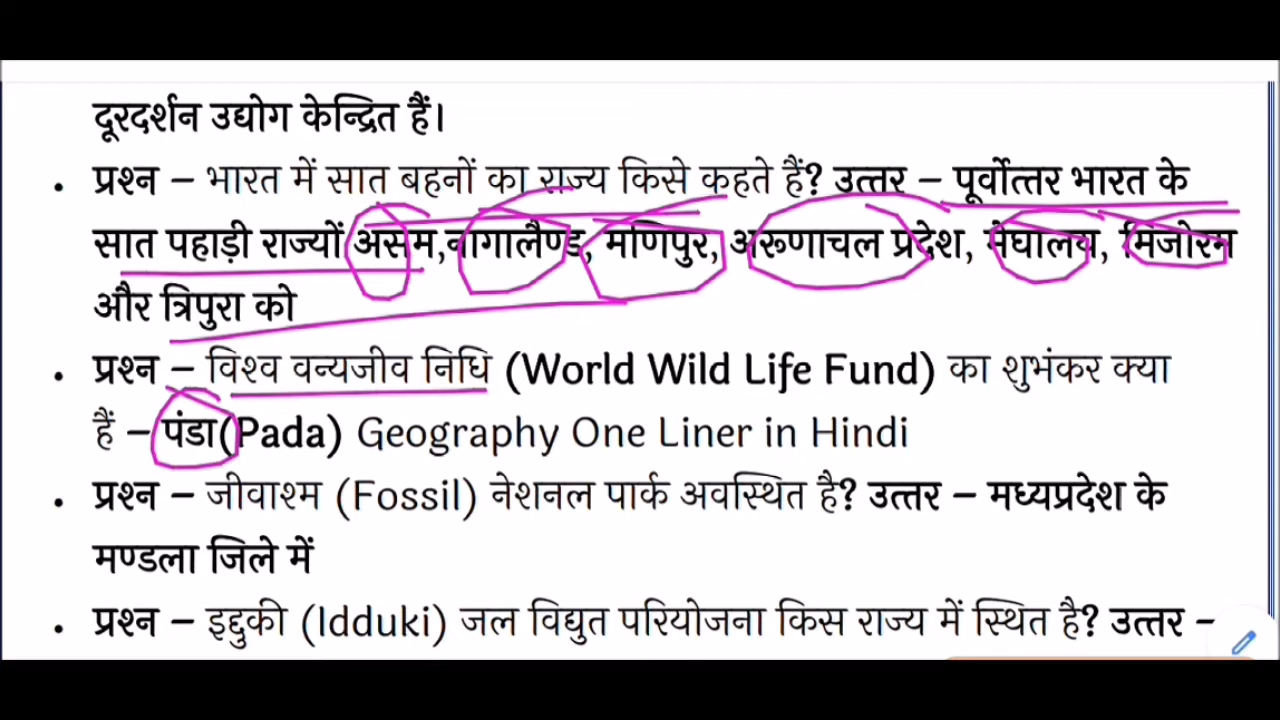 दूरदर्शन उद्योग केन्द्रित हैं।
• प्रश्न – भारत में सात बहनों का राज्य किसे कहते हैं? उत्तर – पूर्वोत्तर भारत के
सात पहाड़ी राज्यों असम,नागालैण्ड, मणिपुर, अरूणाचल प्रदेश, मेघालय, मिजोरम
और त्रिपुरा को
• प्रश्न – विश्व वन्यजीव निधि (World Wild Life Fund) का शुभंकर क्या
हैं – पंडा(Pada) Geography One Liner in Hindi
• प्रश्न – जीवाश्म (Fossil) नेशनल पार्क अवस्थित है? उत्तर – मध्यप्रदेश के
मण्डला जिले में
• प्रश्न – इद्दुकी (Idduki) जल विद्युत परियोजना किस राज्य में स्थित है? उत्तर –